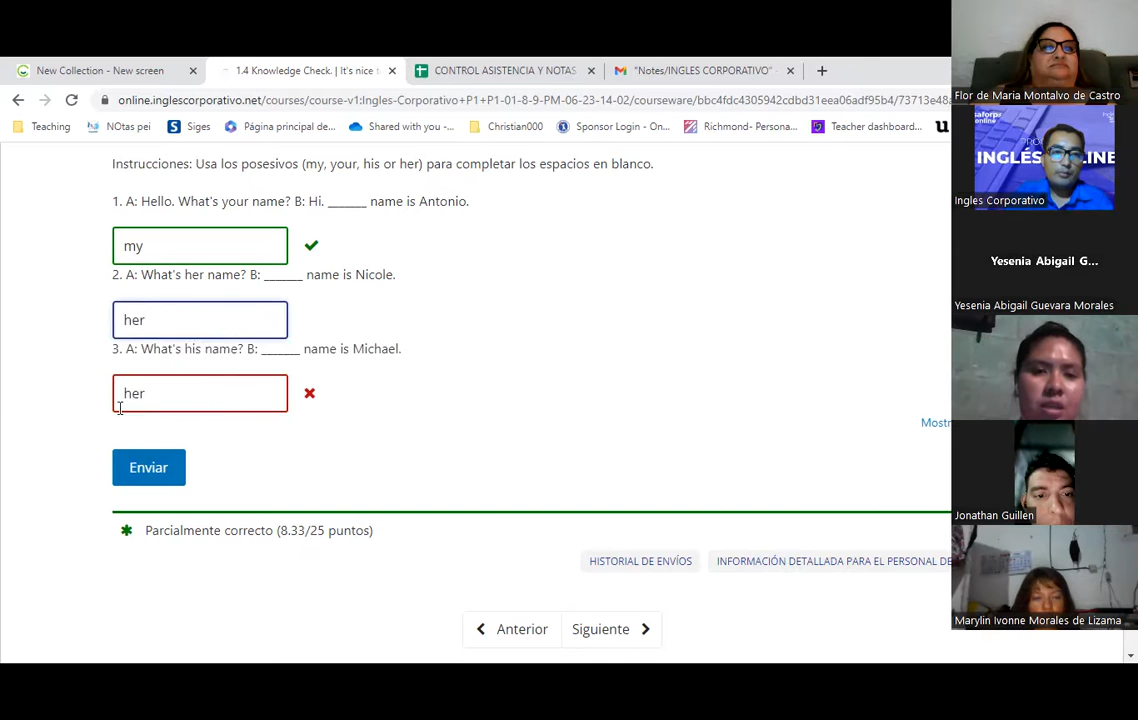 New Collection - New screen
1.4 Knowledge Check. | It's nice t
CONTROL ASISTENCIA Y NOTAS
"Notes/INGLES CORPORATIVO"
online.inglescorporativo.net/courses/course-v1:Ingles-Corporativo+P1+P1-01-8-9-PM-06-23-14-02/courseware/bbc4fdc4305942cdbd31eea06adf95b4/73713e48a
Teaching
NOtas pei
Siges
Página principal de...
Shared with you -...
Christian000
Sponsor Login - On...
Richmond- Persona...
Teacher dashboard...
Instrucciones: Usa los posesivos (my, your, his or her) para completar los espacios en blanco.
1. A: Hello. What's your name? B: Hi. _______ name is Antonio.
my
2. A: What's her name? B: _______ name is Nicole.
her
3. A: What's his name? B: _______ name is Michael.
her
Mostr
Enviar
Parcialmente correcto (8.33/25 puntos)
HISTORIAL DE ENVÍOS
INFORMACIÓN DETALLADA PARA EL PERSONAL DE
Anterior
Siguiente
Flor de Maria Montalvo de Castro
INGLÉS
LINE
Ingles Corporativo
Yesenia Abigail G...
Yesenia Abigail Guevara Morales
Jonathan Guillen
Marylin Ivonne Morales de Lizama